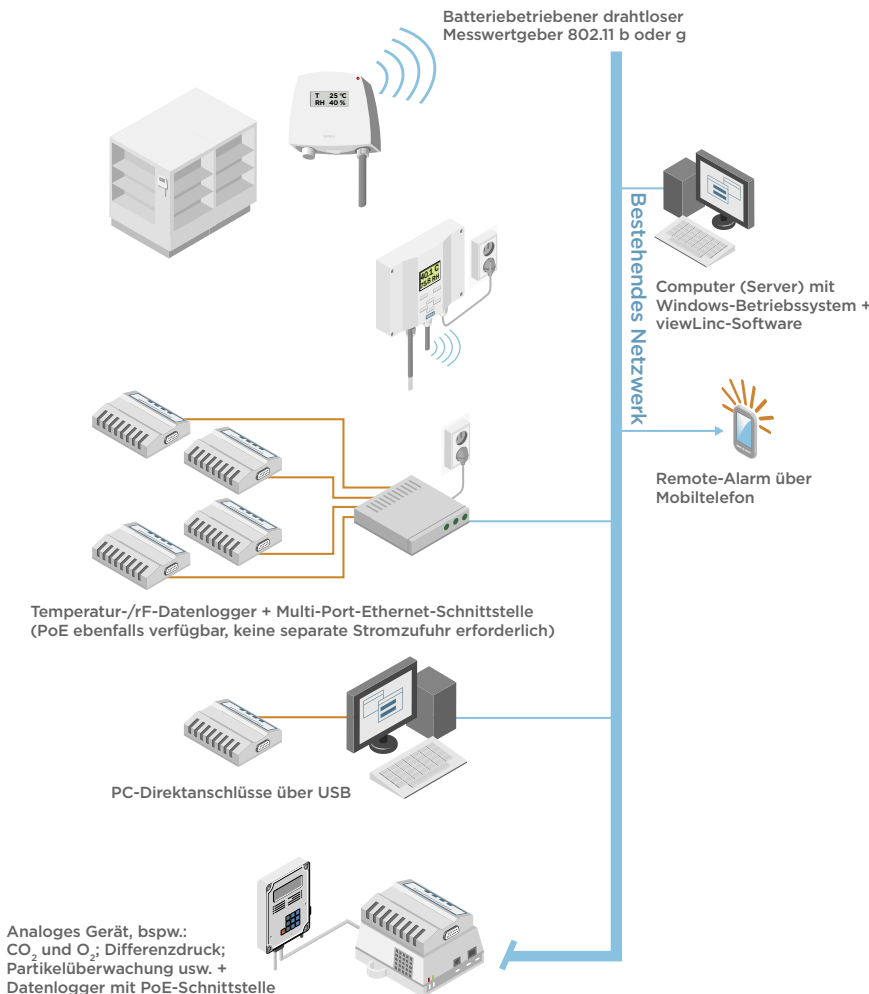 Batteriebetriebener drahtloser
Messwertgeber 802.11 b oder g
T 25 °C
RH 40 %
Bestehendes Netzwerk
Computer (Server) mit
Windows-Betriebssystem +
viewLinc-Software
40.1 C
Remote-Alarm über
Mobiltelefon
Temperatur-/rF-Datenlogger + Multi-Port-Ethernet-Schnittstelle
(PoE ebenfalls verfügbar, keine separate Stromzufuhr erforderlich)
PC-Direktanschlüsse über USB
Analoges Gerät, bspw.:
CO₂ und O₂; Differenzdruck;
Partikelüberwachung usw. +
Datenlogger mit PoE-Schnittstelle